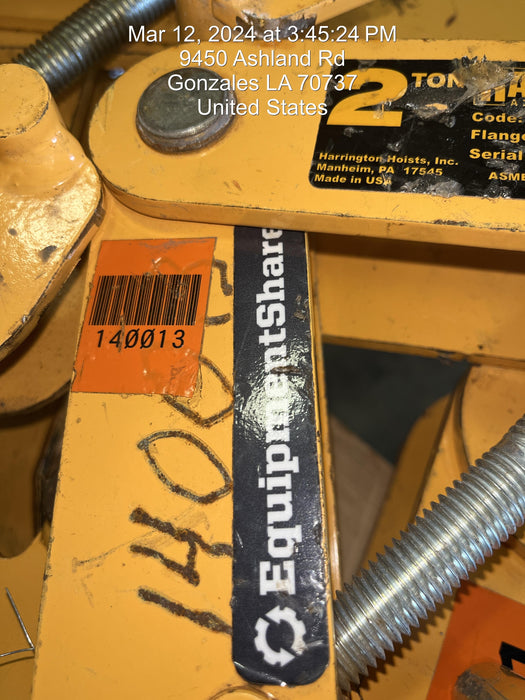 Mar 12, 2024 at 3:45:24 PM
9450 Ashland Rd
Gonzales LA 70737
United States
2 TON
Code.
Flange
Serial
ASME
Harrington Hoists, Inc.
Manheim, PA 17545
Made in USA
140013
EquipmentShare
1400